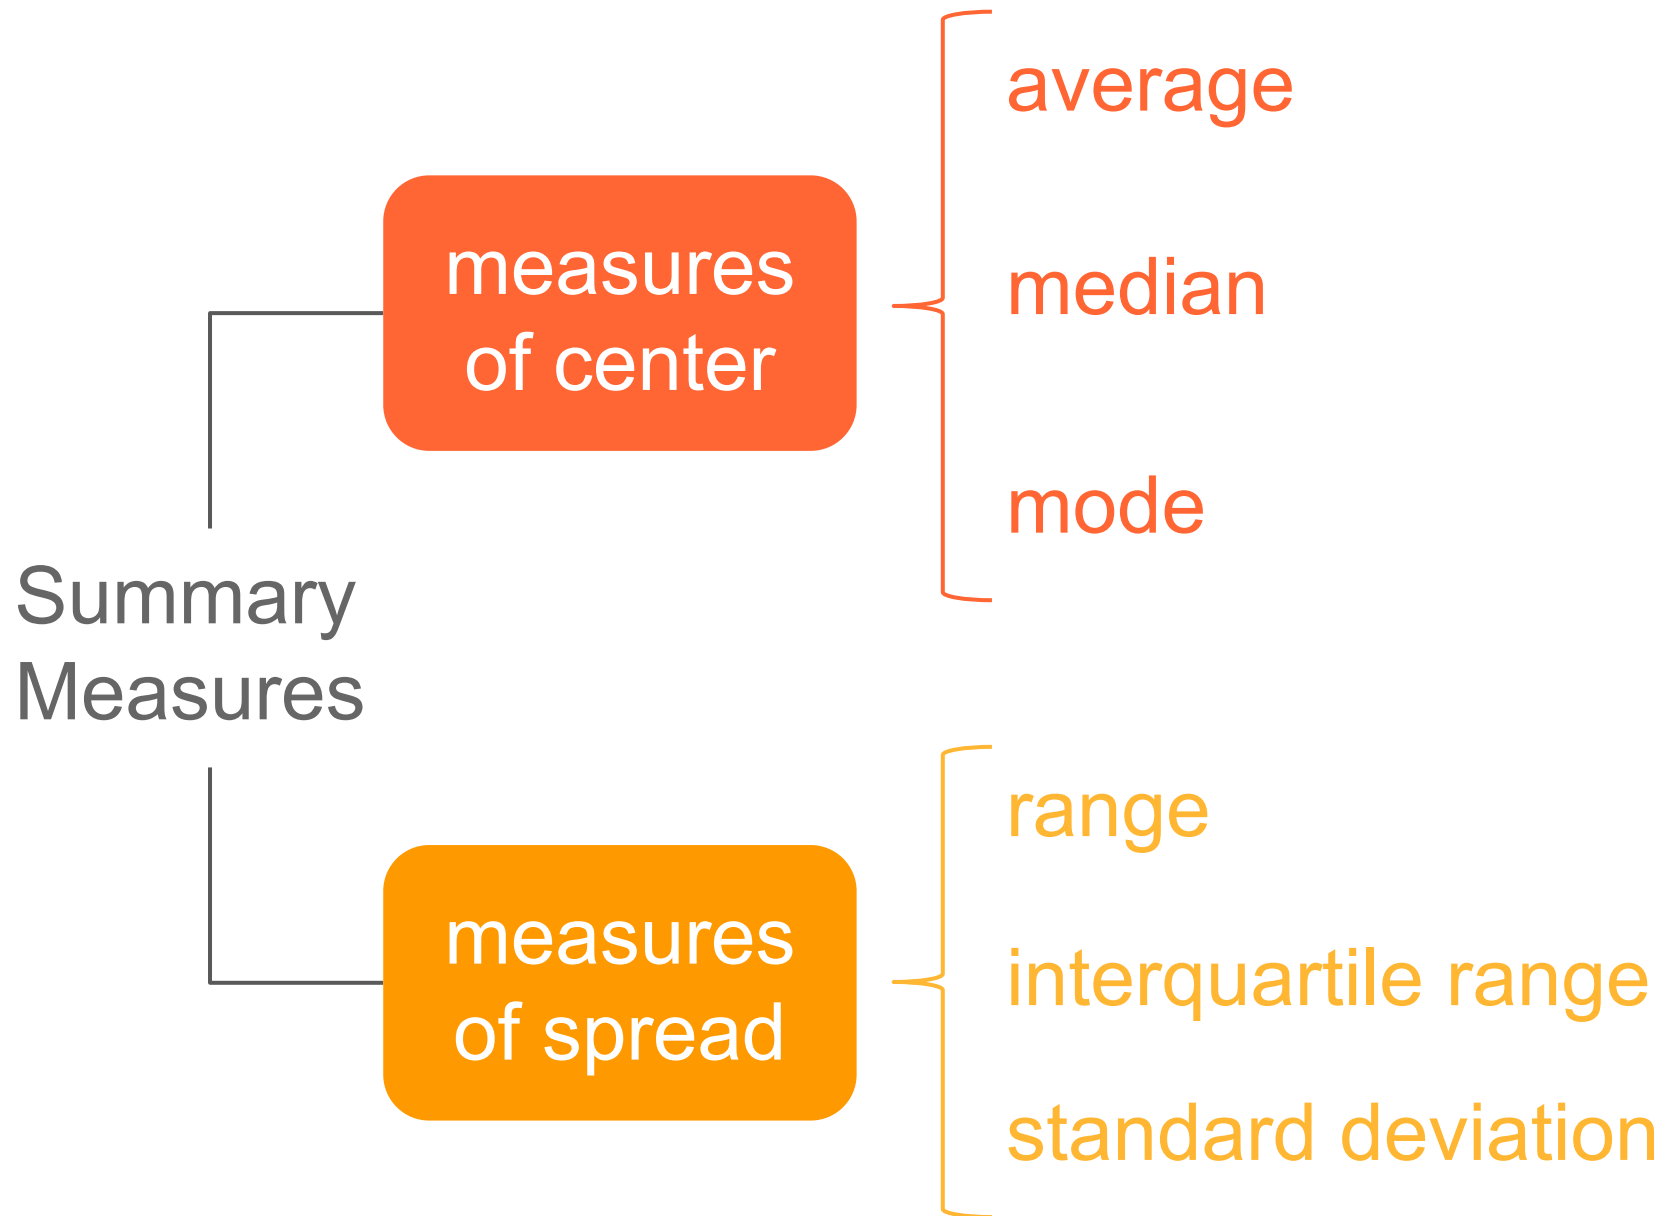 Summary
Measures
measures
of center
average
median
mode
measures
of spread
range
interquartile range
standard deviation